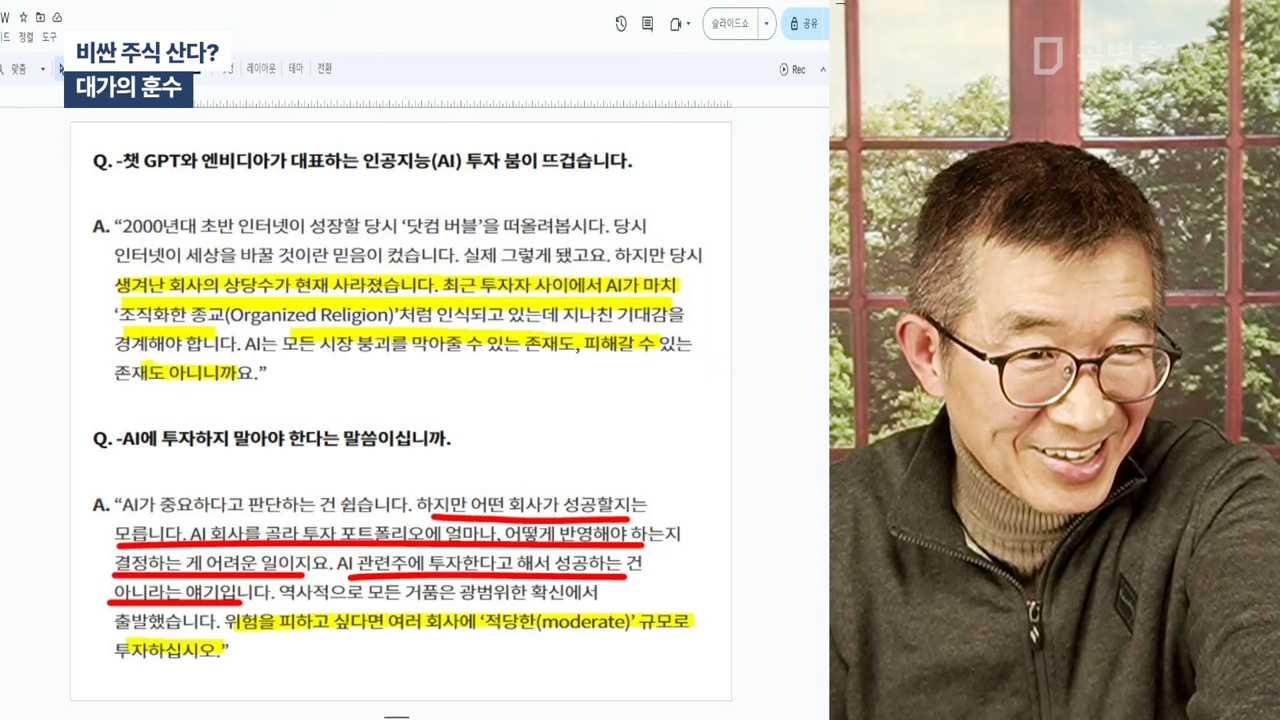 W
슬라이드쇼
공유
드 정렬 도구
비싼 주식 산다?
대가의 훈수
맞춤
레이아웃 테마 전환
Rec
공병호TV
Q. -챗 GPT와 엔비디아가 대표하는 인공지능(AI) 투자 붐이 뜨겁습니다.
A. “2000년대 초반 인터넷이 성장할 당시 ‘닷컴 버블’을 떠올려봅시다. 당시
인터넷이 세상을 바꿀 것이란 믿음이 컸습니다. 실제 그렇게 됐고요. 하지만 당시
생겨난 회사의 상당수가 현재 사라졌습니다. 최근 투자자 사이에서 AI가 마치
‘조직화한 종교(Organized Religion)’처럼 인식되고 있는데 지나친 기대감을
경계해야 합니다. AI는 모든 시장 붕괴를 막아줄 수 있는 존재도, 피해갈 수 있는
존재도 아니니까요.”
Q. -AI에 투자하지 말아야 한다는 말씀이십니까.
A. “AI가 중요하다고 판단하는 건 쉽습니다. 하지만 어떤 회사가 성공할지는
모릅니다. AI 회사를 골라 투자 포트폴리오에 얼마나, 어떻게 반영해야 하는지
결정하는 게 어려운 일이지요. AI 관련주에 투자한다고 해서 성공하는 건
아니라는 얘기입니다. 역사적으로 모든 거품은 광범위한 확신에서
출발했습니다. 위험을 피하고 싶다면 여러 회사에 ‘적당한(moderate)’ 규모로
투자하십시오.”